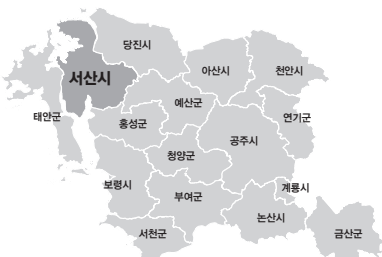 당진시
서산시
아산시
천안시
예산군
태안군
홍성군
연기군
공주시
청양군
보령시
부여군
계룡시
논산시
서천군
금산군